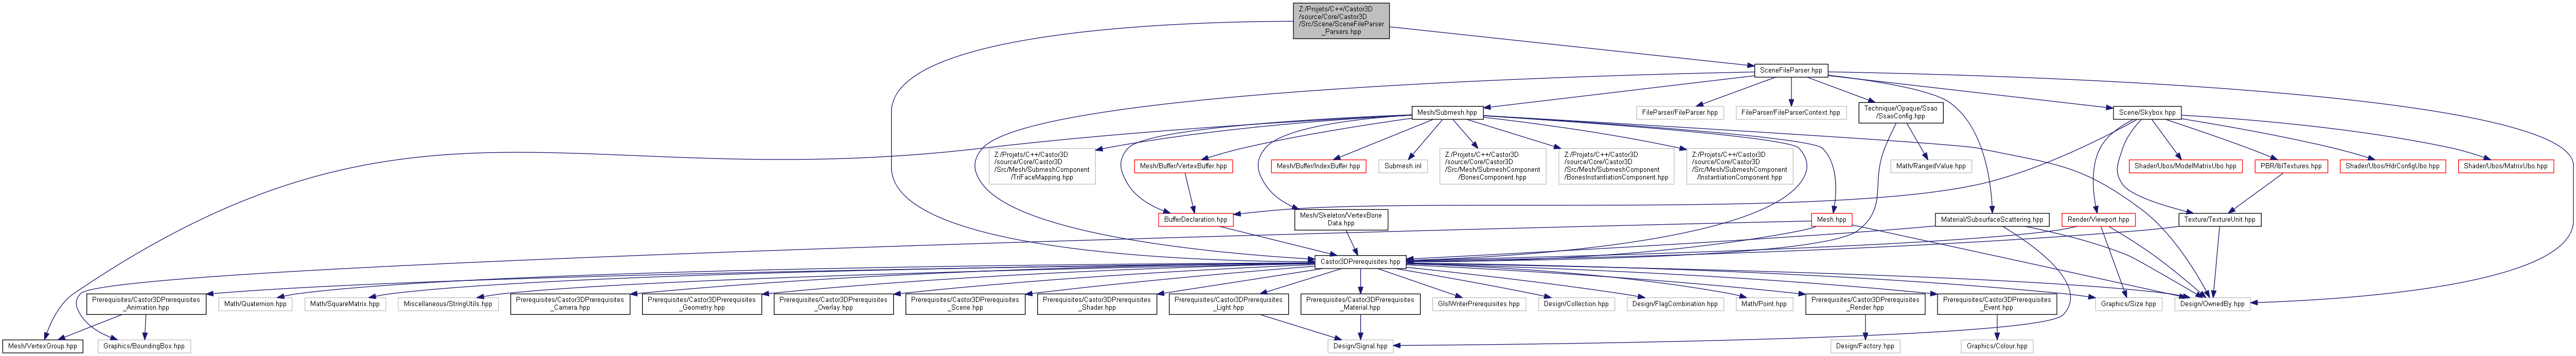 Z:/Projets/C++/Castor3D
/source/Core/Castor3D
/Src/Scene/SceneFileParser
_Parsers.hpp
SceneFileParser.hpp
Mesh/Submesh.hpp
FileParser/FileParser.hpp
FileParser/FileParserContext.hpp
Technique/Opaque/Ssao
/SsaoConfig.hpp
Scene/Skybox.hpp
Z:/Projets/C++/Castor3D
/source/Core/Castor3D
/Src/Mesh/SubmeshComponent
/TriFaceMapping.hpp
Mesh/Buffer/VertexBuffer.hpp
Mesh/Buffer/IndexBuffer.hpp
Submesh.inl
Z:/Projets/C++/Castor3D
/source/Core/Castor3D
/Src/Mesh/SubmeshComponent
/BonesComponent.hpp
Z:/Projets/C++/Castor3D
/source/Core/Castor3D
/Src/Mesh/SubmeshComponent
/BonesInstantiationComponent.hpp
Z:/Projets/C++/Castor3D
/source/Core/Castor3D
/Src/Mesh/SubmeshComponent
/InstantiationComponent.hpp
Math/RangedValue.hpp
Shader/Ubos/ModelMatrixUbo.hpp
PBR/IblTextures.hpp
Shader/Ubos/HdrConfigUbo.hpp
Shader/Ubos/MatrixUbo.hpp
BufferDeclaration.hpp
Mesh/Skeleton/VertexBone
Data.hpp
Mesh.hpp
Material/SubsurfaceScattering.hpp
Render/Viewport.hpp
Texture/TextureUnit.hpp
Castor3DPrerequisites.hpp
Prerequisites/Castor3DPrerequisites
_Animation.hpp
Math/Quaternion.hpp
Math/SquareMatrix.hpp
Miscellaneous/StringUtils.hpp
Prerequisites/Castor3DPrerequisites
_Camera.hpp
Prerequisites/Castor3DPrerequisites
_Geometry.hpp
Prerequisites/Castor3DPrerequisites
_Overlay.hpp
Prerequisites/Castor3DPrerequisites
_Scene.hpp
Prerequisites/Castor3DPrerequisites
_Shader.hpp
Prerequisites/Castor3DPrerequisites
_Light.hpp
Prerequisites/Castor3DPrerequisites
_Material.hpp
GlslWriterPrerequisites.hpp
Design/Collection.hpp
Design/FlagCombination.hpp
Math/Point.hpp
Prerequisites/Castor3DPrerequisites
_Render.hpp
Prerequisites/Castor3DPrerequisites
_Event.hpp
Graphics/Size.hpp
Design/OwnedBy.hpp
Mesh/VertexGroup.hpp
Graphics/BoundingBox.hpp
Design/Signal.hpp
Design/Factory.hpp
Graphics/Colour.hpp